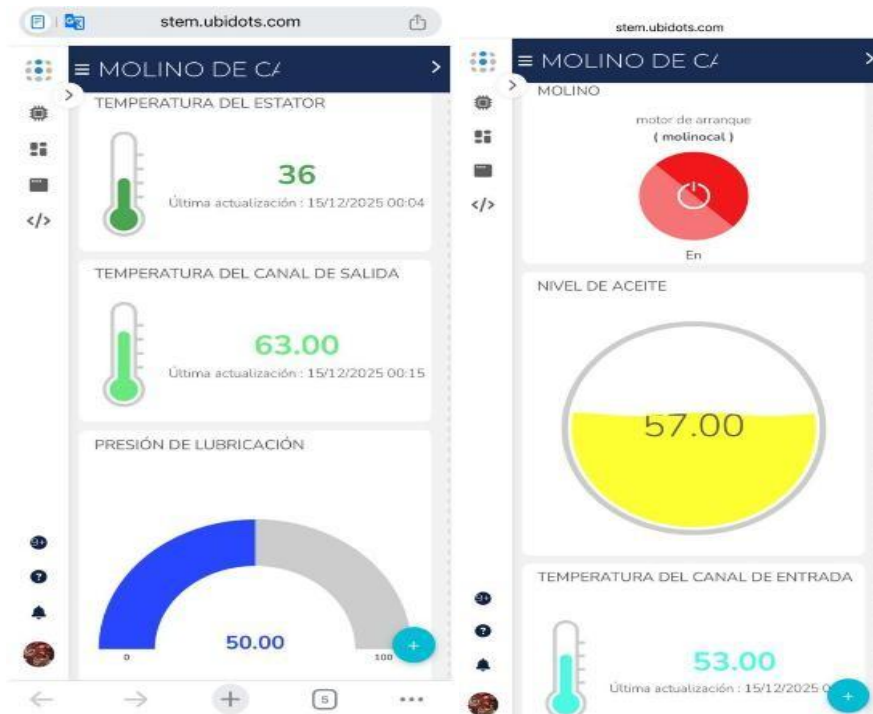 stem.ubidots.com
MOLINO DE CA
TEMPERATURA DEL ESTATOR
36
Última actualización : 15/12/2025 00:04
</>
TEMPERATURA DEL CANAL DE SALIDA
63.00
Última actualización : 15/12/2025 00:15
PRESIÓN DE LUBRICACIÓN
50.00
0
100
5
stem.ubidots.com
MOLINO DE CA
MOLINO
motor de arranque
( molinocal )
</>
En
NIVEL DE ACEITE
57.00
TEMPERATURA DEL CANAL DE ENTRADA
53.00
Última actualización : 15/12/2025 0